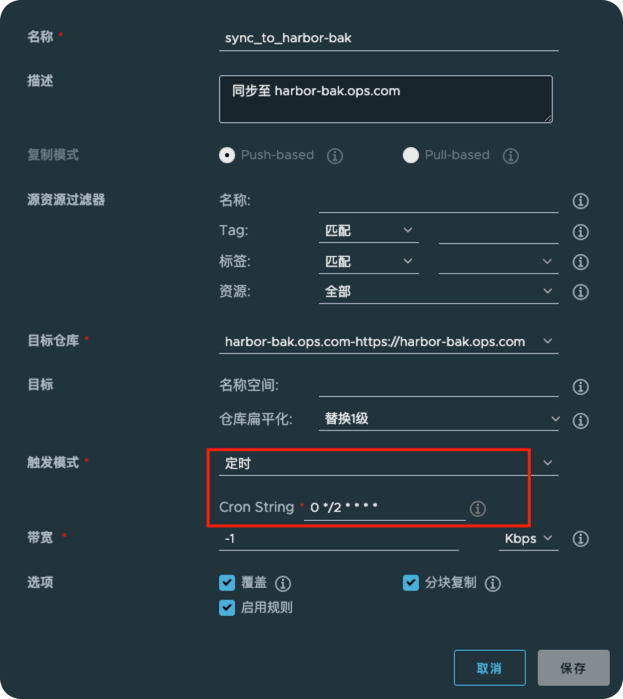 名称 *
sync_to_harbor-bak
描述
同步至 harbor-bak.ops.com
复制模式
Push-based
Pull-based
源资源过滤器
名称:
Tag:
匹配
标签:
匹配
资源:
全部
目标仓库 *
harbor-bak.ops.com-https://harbor-bak.ops.com
目标
名称空间:
仓库扁平化:
替换1级
触发模式 *
定时
Cron String *
0 */2 * * * *
带宽 *
-1
Kbps
选项
覆盖
分块复制
启用规则
取消
保存